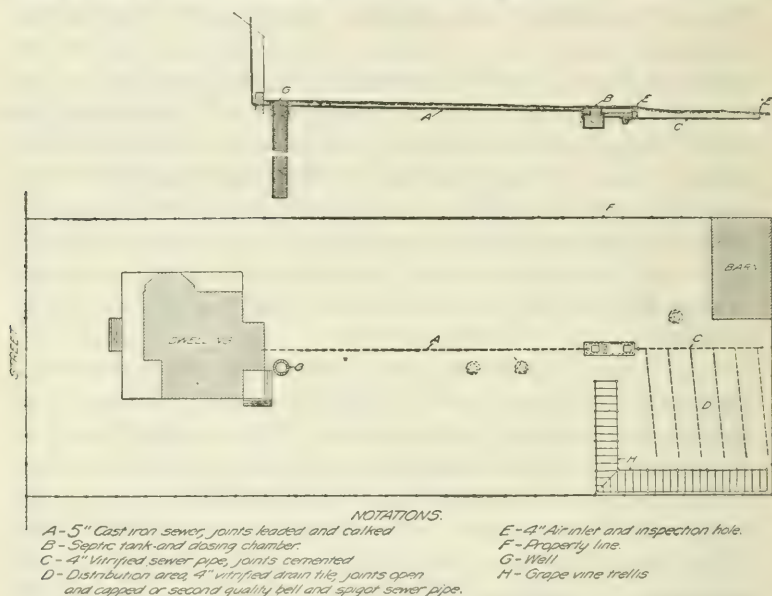 G
B
E
E
A
C
F
BARN
STREET
DWELLING
A
C
G
D
H
NOTATIONS.
A - 5" Cast iron sewer, joints leaded and calked
B - Septic tank and dosing chamber.
C - 4" Vitrified sewer pipe, joints cemented
D - Distribution area, 4" vitrified drain tile, joints open
and capped or second quality bell and spigot sewer pipe.
E - 4" Air inlet and inspection hole.
F - Property line.
G - Well
H - Grape vine trellis